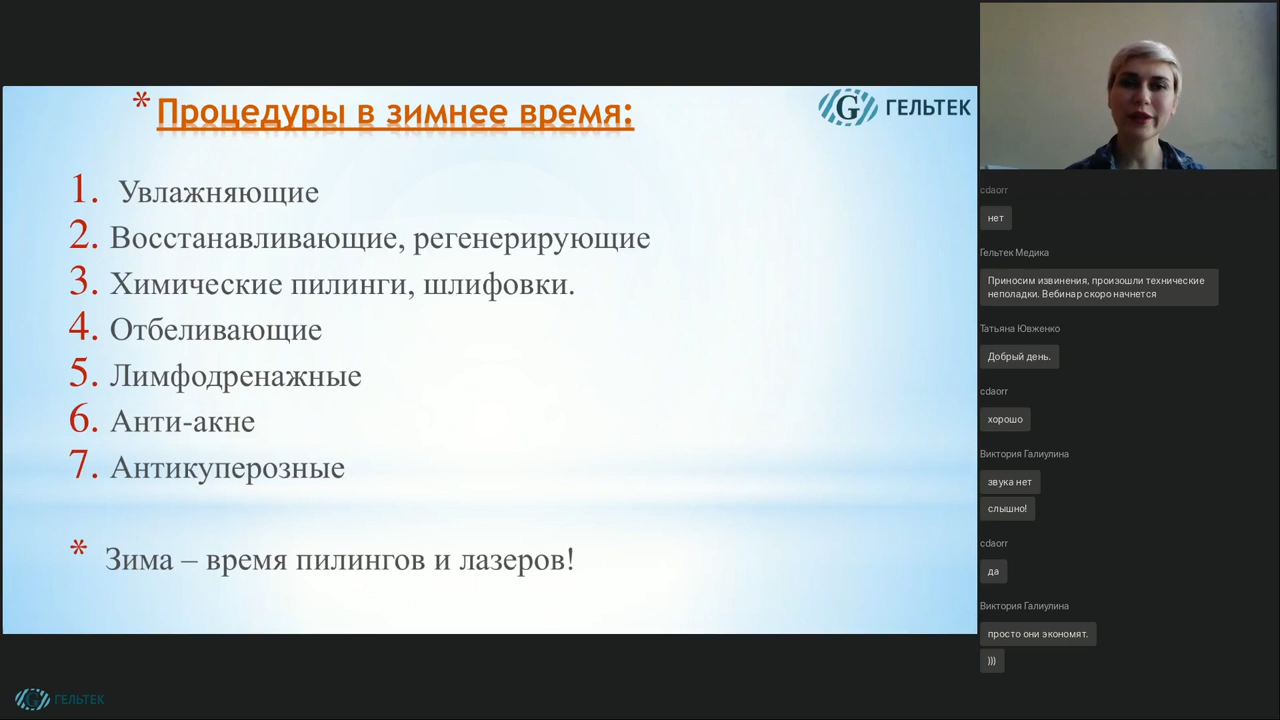 * Процедуры в зимнее время:
G ГЕЛЬТЕК
1. Увлажняющие
2. Восстанавливающие, регенерирующие
3. Химические пилинги, шлифовки.
4. Отбеливающие
5. Лимфодренажные
6. Анти-акне
7. Антикуперозные
* Зима – время пилингов и лазеров!
G ГЕЛЬТЕК
cdaorr
нет
Гельтек Медика
Приносим извинения, произошли технические
неполадки. Вебинар скоро начнется
Татьяна Ювженко
Добрый день.
cdaorr
хорошо
Виктория Галиулина
звука нет
слышно!
cdaorr
да
Виктория Галиулина
просто они экономят.
)))